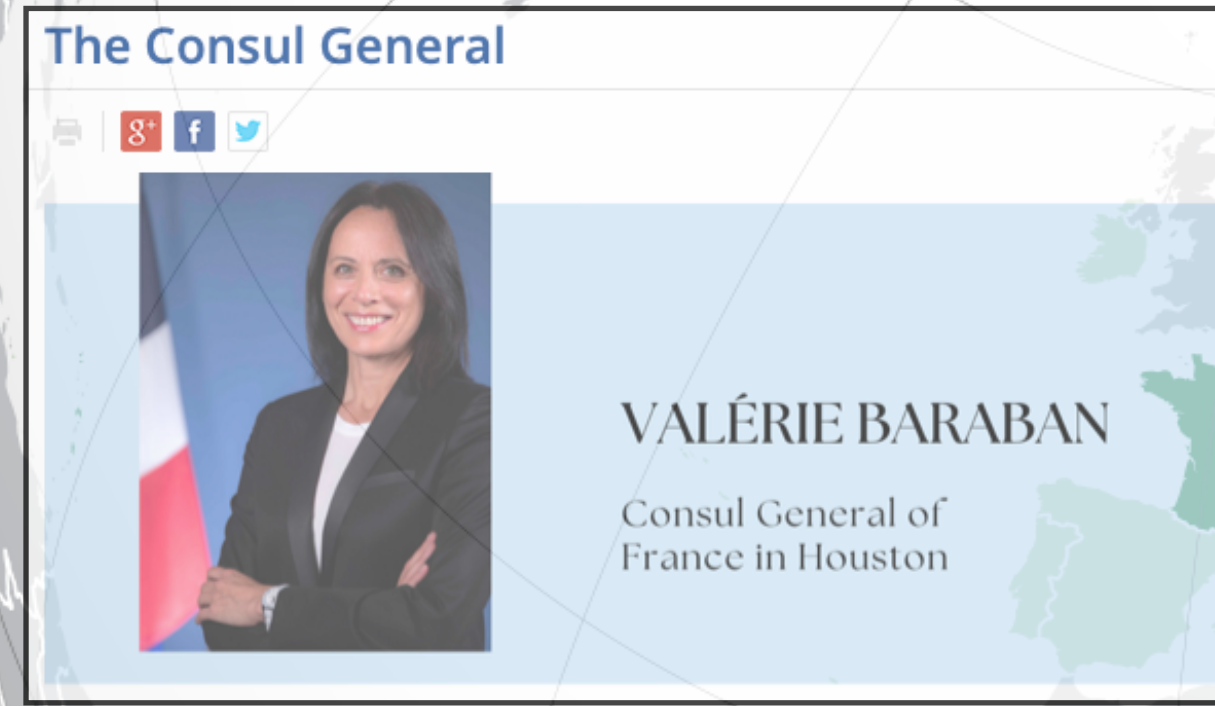 The Consul General
g+
f
VALÉRIE BARABAN
Consul General of
France in Houston